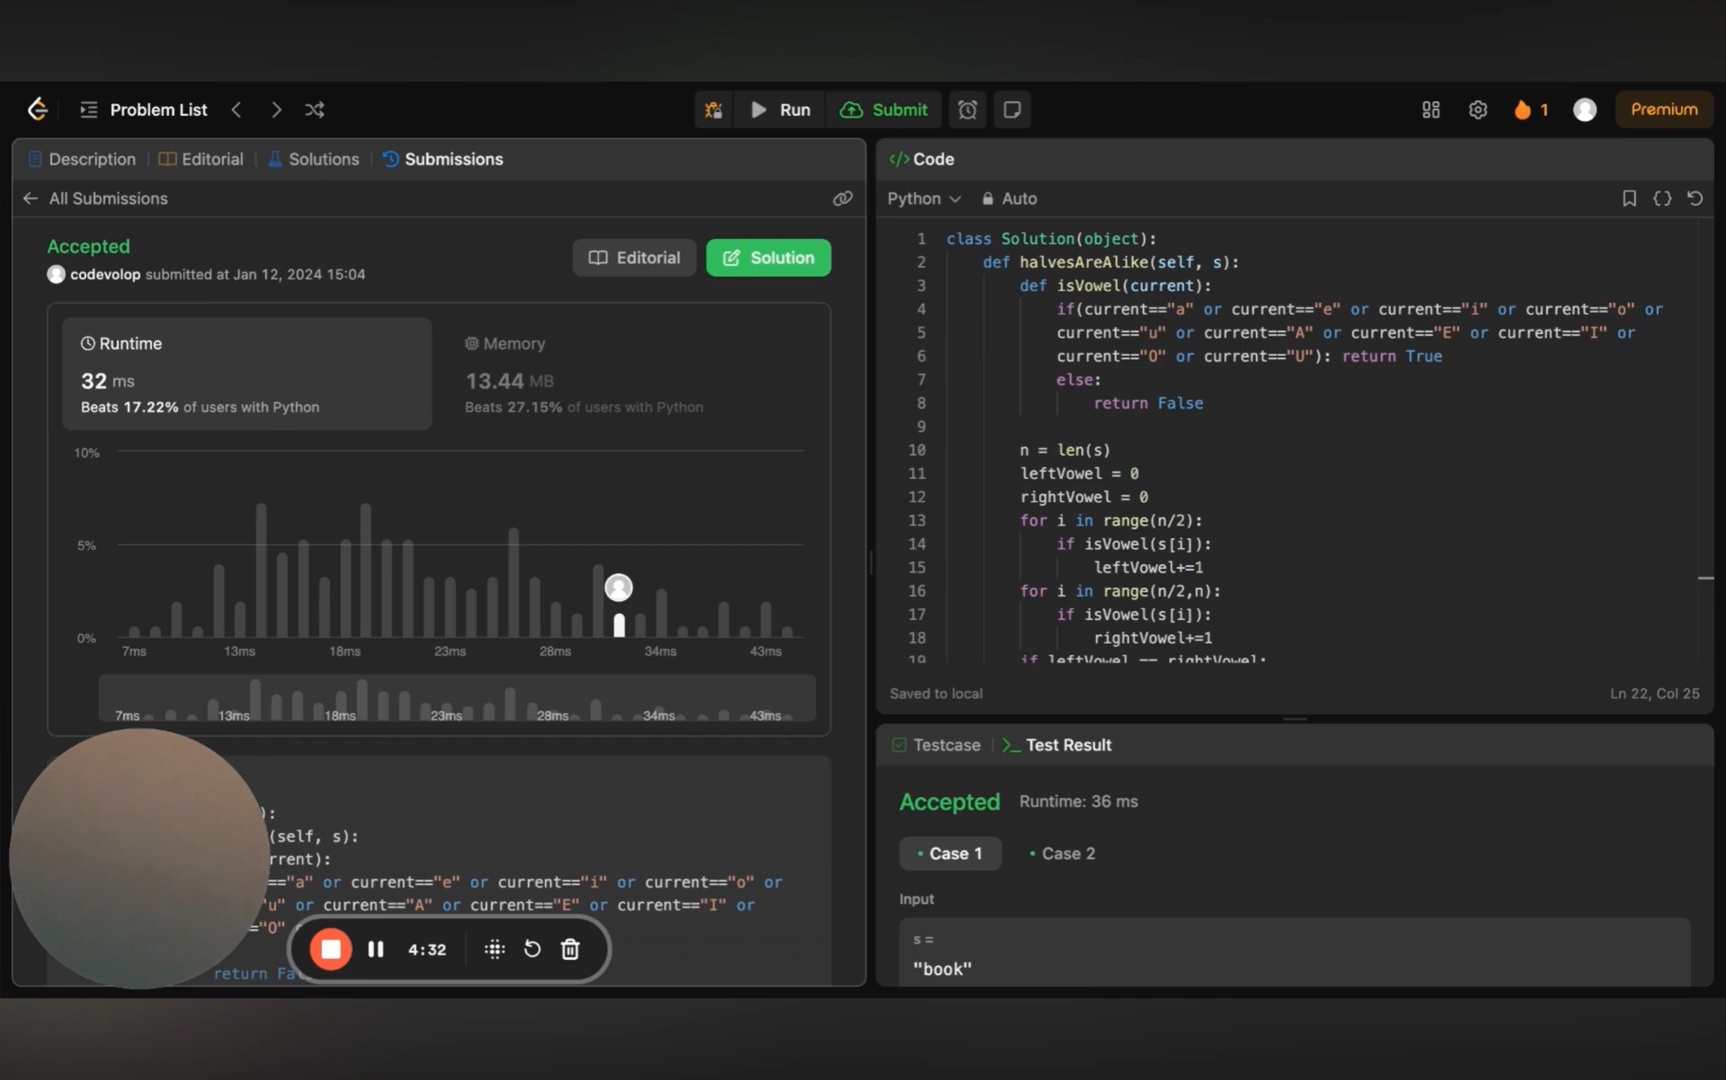 Problem List
Run
Submit
1
Premium
Description
Editorial
Solutions
Submissions
All Submissions
Accepted
codevolop submitted at Jan 12, 2024 15:04
Editorial
Solution
Runtime
32 ms
Beats 17.22% of users with Python
Memory
13.44 MB
Beats 27.15% of users with Python
10%
5%
0%
7ms 13ms 18ms 23ms 28ms 34ms 43ms
7ms 13ms 18ms 23ms 28ms 34ms 43ms
):
(self, s):
rrent):
=="a" or current=="e" or current=="i" or current=="o" or
"u" or current=="A" or current=="E" or current=="I" or
="O"
return Fa
4:32
</> Code
Python
Auto
1 class Solution(object):
2 def halvesAreAlike(self, s):
3 def isVowel(current):
4 if(current=="a" or current=="e" or current=="i" or current=="o" or
5 current=="u" or current=="A" or current=="E" or current=="I" or
6 current=="O" or current=="U"): return True
7 else:
8 return False
9
10 n = len(s)
11 leftVowel = 0
12 rightVowel = 0
13 for i in range(n/2):
14 if isVowel(s[i]):
15 leftVowel+=1
16 for i in range(n/2,n):
17 if isVowel(s[i]):
18 rightVowel+=1
19 if leftVowel == rightVowel:
Saved to local
Ln 22, Col 25
Testcase
>_ Test Result
Accepted
Runtime: 36 ms
• Case 1
• Case 2
Input
s =
"book"